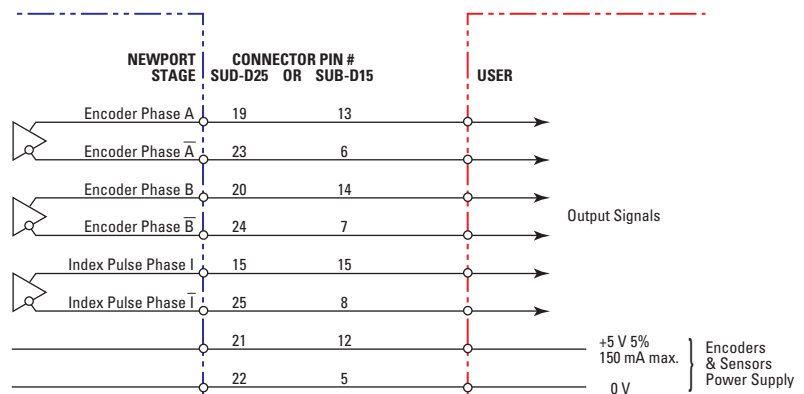 NEWPORT STAGE
CONNECTOR PIN #
SUD-D25 OR SUB-D15
USER
Encoder Phase A 19 13
Encoder Phase A̅ 23 6
Encoder Phase B 20 14
Encoder Phase B̅ 24 7
Output Signals
Index Pulse Phase I 15 15
Index Pulse Phase I̅ 25 8
21 12
+5 V 5%
150 mA max.
22 5
0 V
Encoders
& Sensors
Power Supply